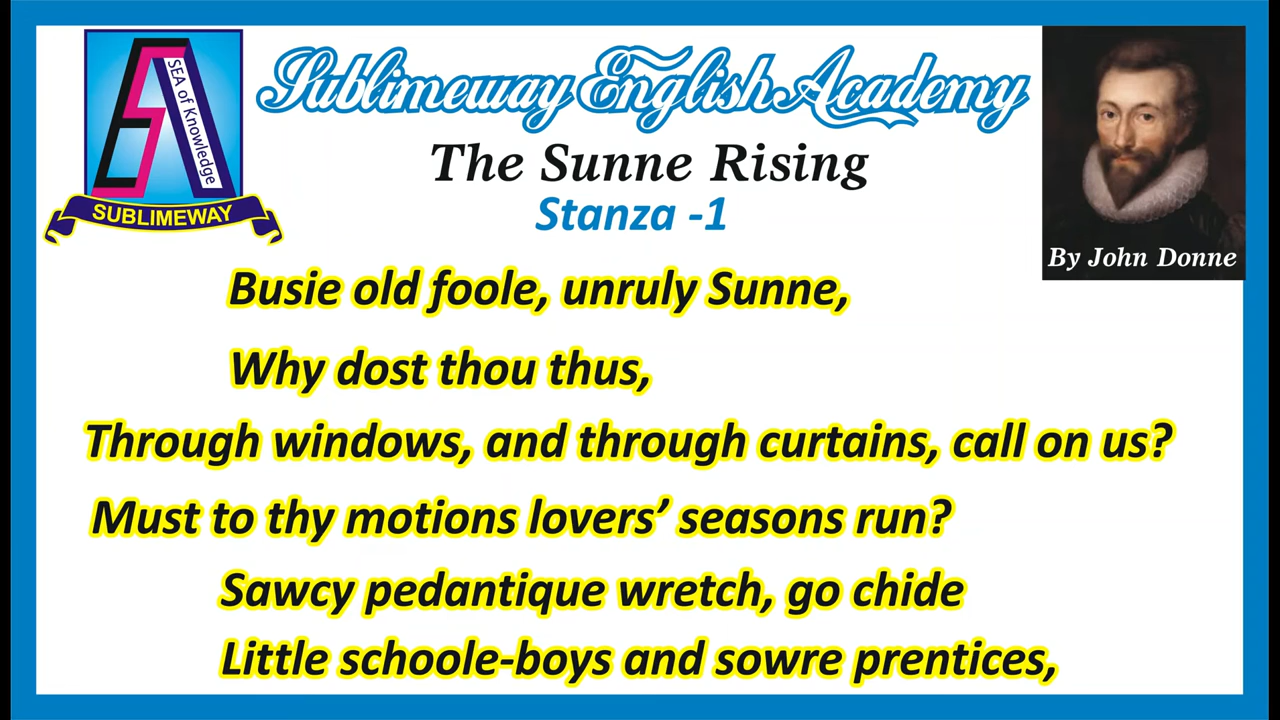 SEA of Knowledge
SUBLIMEWAY
Sublimeway English Academy
The Sunne Rising
Stanza -1
By John Donne
Busie old foole, unruly Sunne,
Why dost thou thus,
Through windows, and through curtains, call on us?
Must to thy motions lovers’ seasons run?
Sawcy pedantique wretch, go chide
Little schoole-boys and sowre prentices,